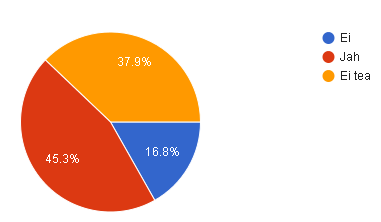 Ei
Jah
Ei tea
37.9%
45.3%
16.8%